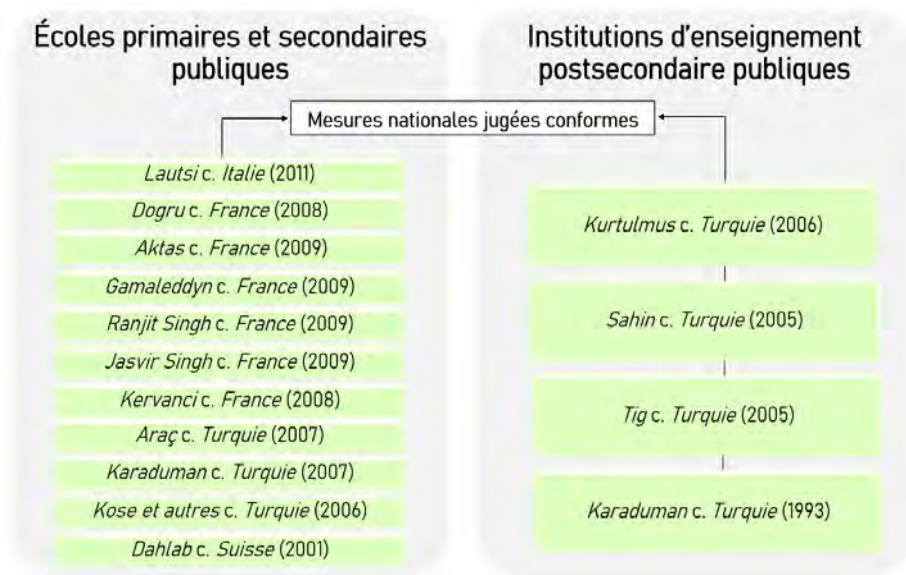 Écoles primaires et secondaires
publiques
Institutions d'enseignement
postsecondaire publiques
Mesures nationales jugées conformes
Lautsi c. Italie (2011)
Dogru c. France (2008)
Aktas c. France (2009)
Gamaleddyn c. France (2009)
Ranjit Singh c. France (2009)
Jasvir Singh c. France (2009)
Kervanci c. France (2008)
Araç c. Turquie (2007)
Karaduman c. Turquie (2007)
Kose et autres c. Turquie (2006)
Dahlab c. Suisse (2001)
Kurtulmus c. Turquie (2006)
Sahin c. Turquie (2005)
Tig c. Turquie (2005)
Karaduman c. Turquie (1993)